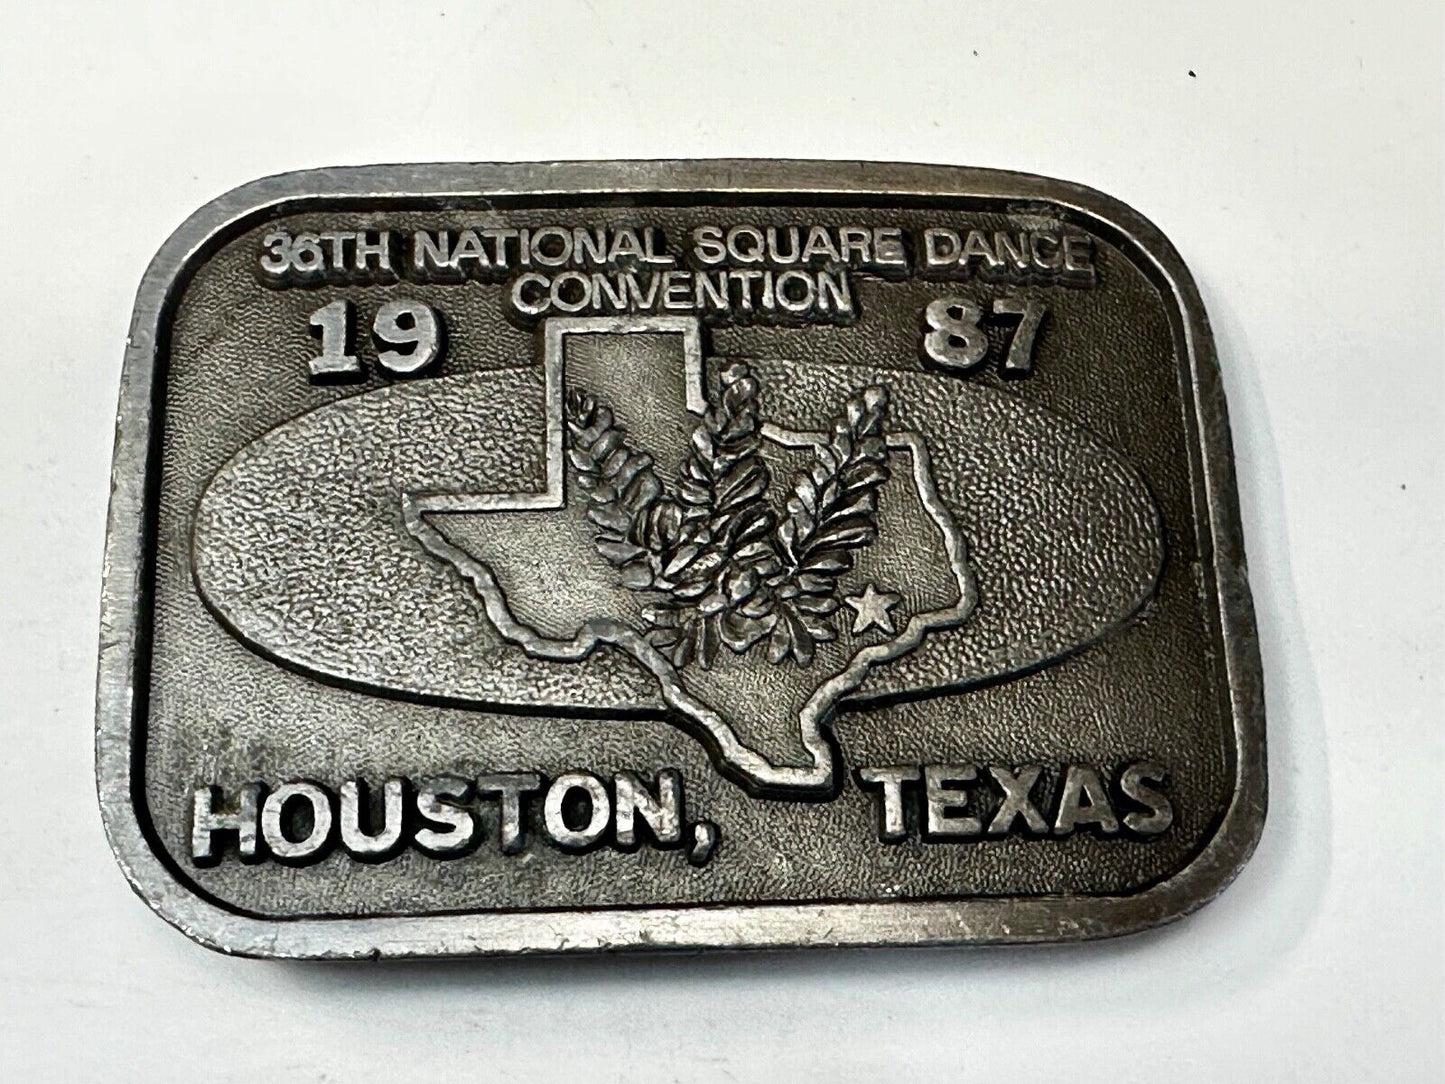 36TH NATIONAL SQUARE DANCE
CONVENTION
19 87
HOUSTON, TEXAS